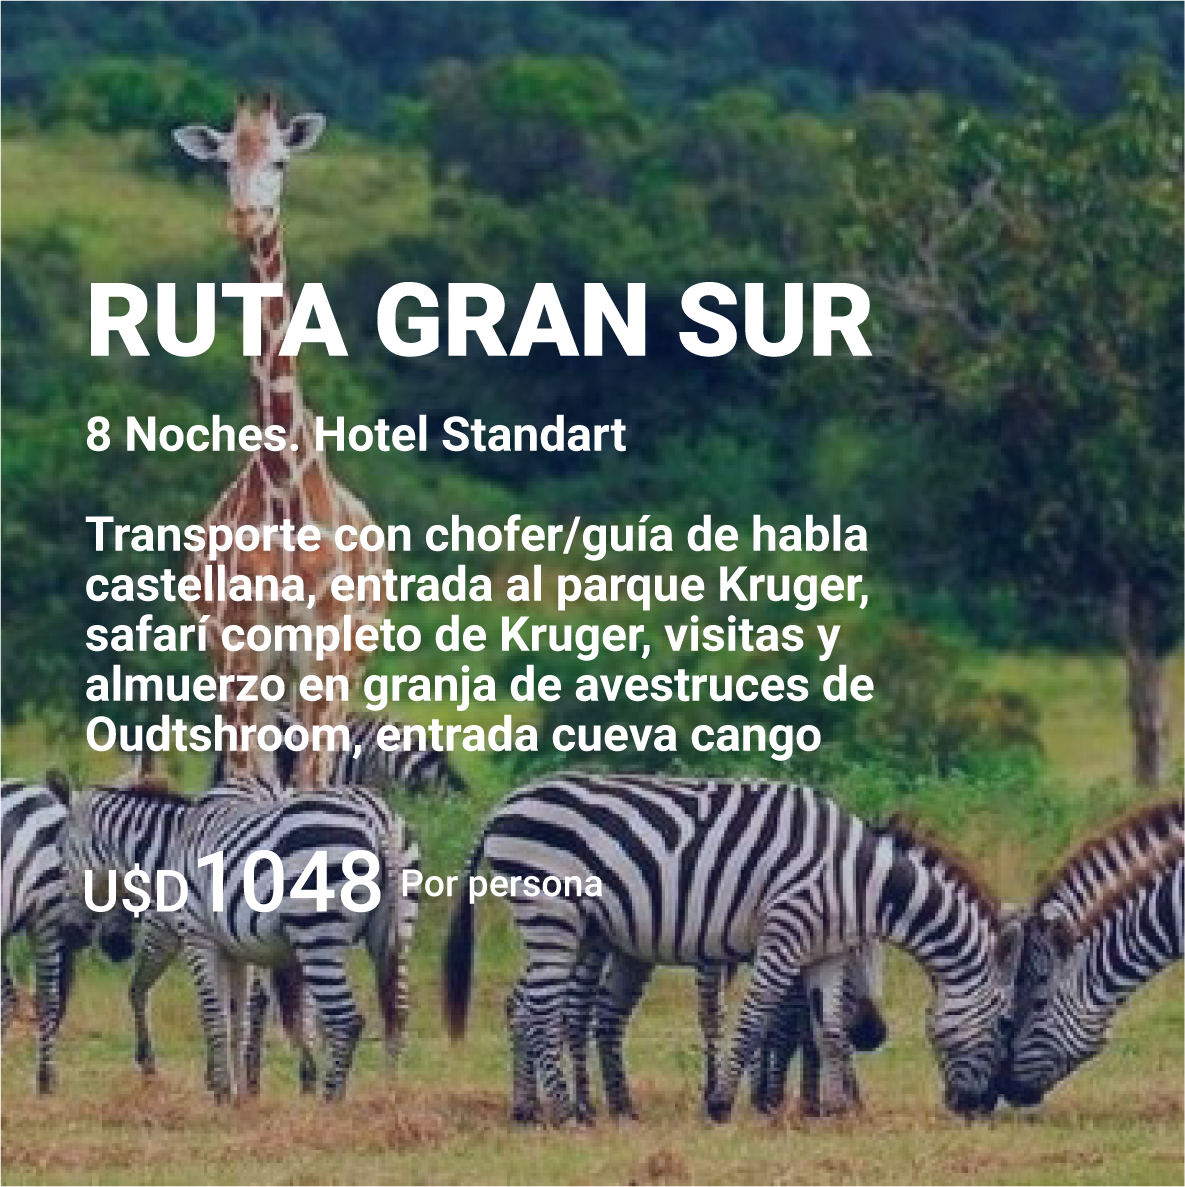 RUTA GRAN SUR
8 Noches. Hotel Standart
Transporte con chofer/guía de habla
castellana, entrada al parque Kruger,
safarí completo de Kruger, visitas y
almuerzo en granja de avestruces de
Oudtshroom, entrada cueva cango
U$D1048 Por persona